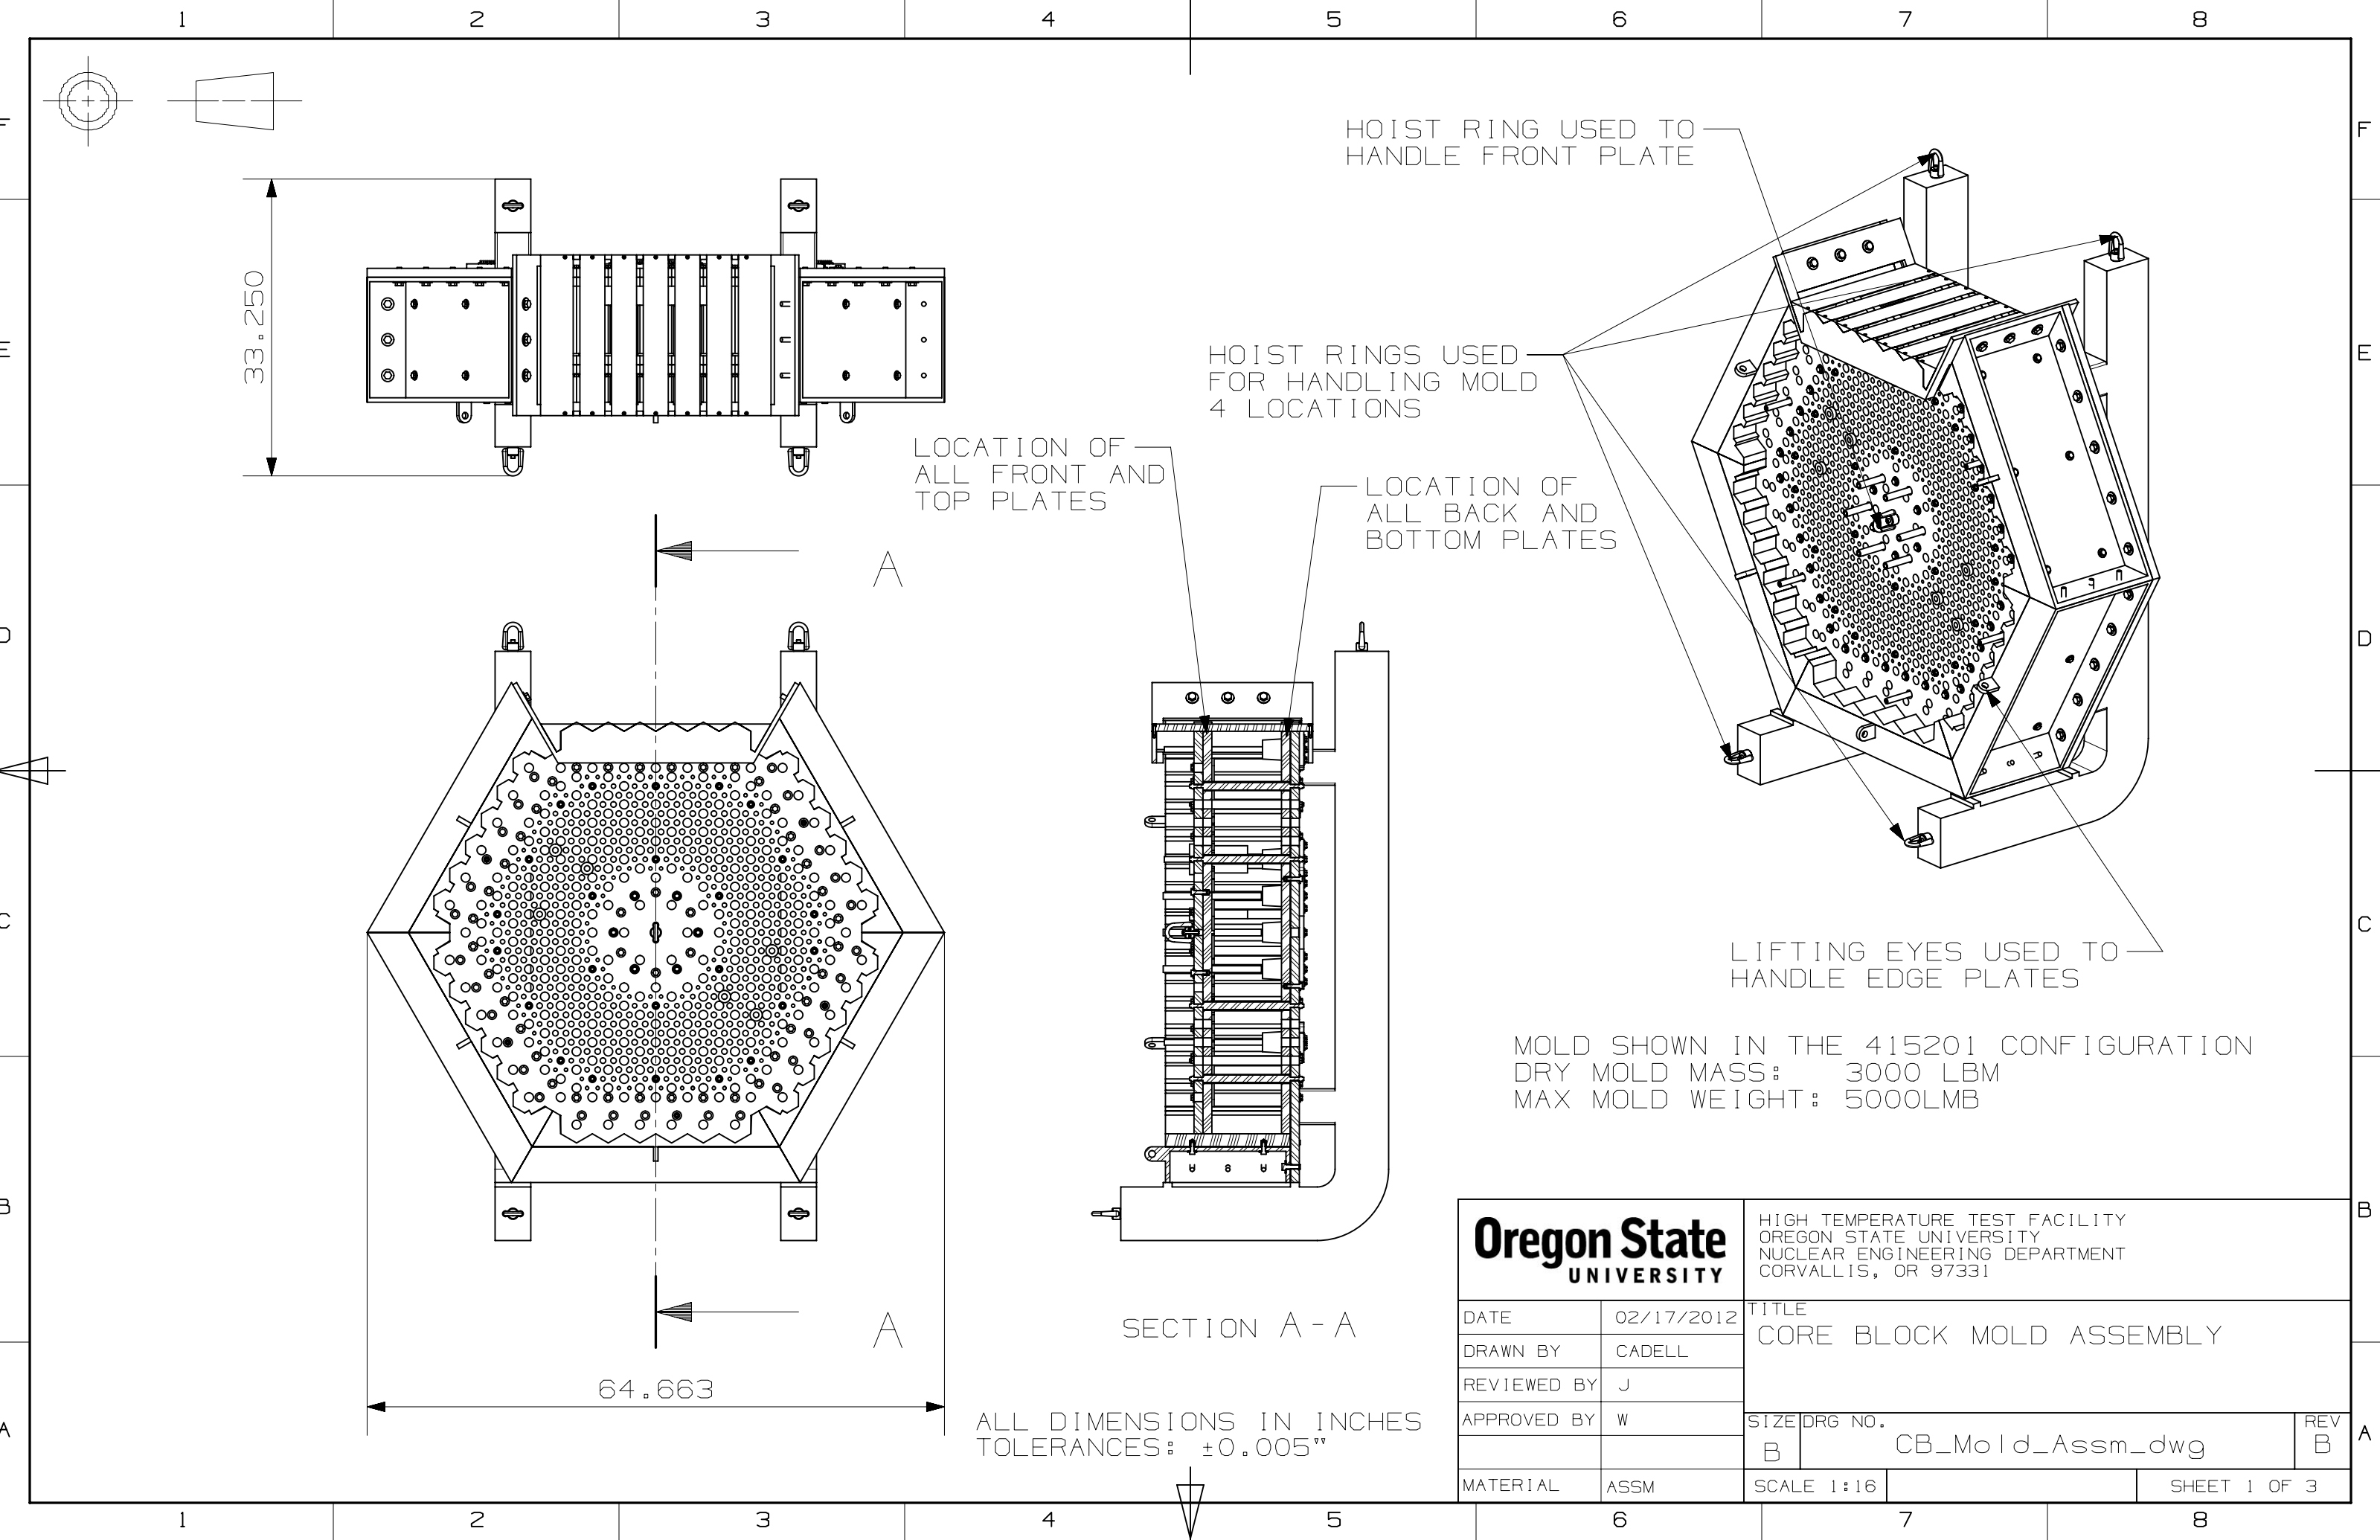 1 2 3 4 5 6 7 8
F
F
HOIST RING USED TO
HANDLE FRONT PLATE
33.250
E
E
HOIST RINGS USED
FOR HANDLING MOLD
4 LOCATIONS
LOCATION OF
ALL FRONT AND
TOP PLATES
LOCATION OF
ALL BACK AND
BOTTOM PLATES
A
D
D
C
C
LIFTING EYES USED TO
HANDLE EDGE PLATES
MOLD SHOWN IN THE 415201 CONFIGURATION
DRY MOLD MASS: 3000 LBM
MAX MOLD WEIGHT: 5000LMB
B
B
A
SECTION A-A
64.663
ALL DIMENSIONS IN INCHES
TOLERANCES: ±0.005"
Oregon State
UNIVERSITY
HIGH TEMPERATURE TEST FACILITY
OREGON STATE UNIVERSITY
NUCLEAR ENGINEERING DEPARTMENT
CORVALLIS, OR 97331
DATE 02/17/2012
DRAWN BY CADELL
REVIEWED BY J
APPROVED BY W
MATERIAL ASSM
TITLE
CORE BLOCK MOLD ASSEMBLY
SIZE
B
DRG NO.
CB_Mold_Assm_dwg
REV
B
SCALE 1:16
SHEET 1 OF 3
A
A
1 2 3 4 5 6 7 8